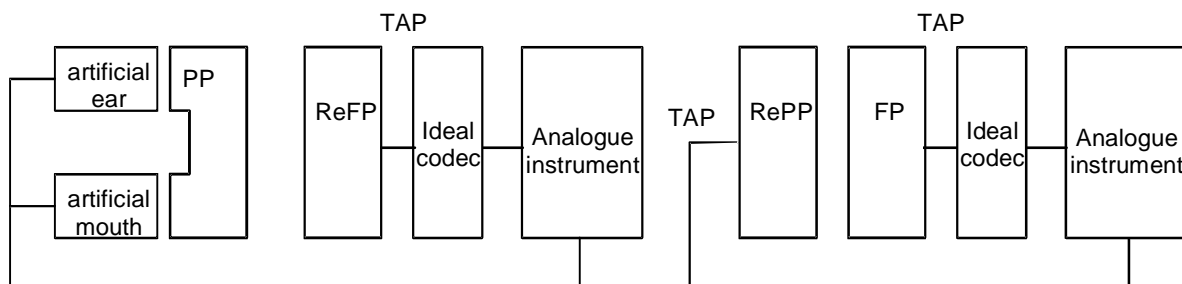 TAP
TAP
artificial
ear
PP
ReFP
Ideal
codec
Analogue
instrument
TAP
RePP
FP
Ideal
codec
Analogue
instrument
artificial
mouth